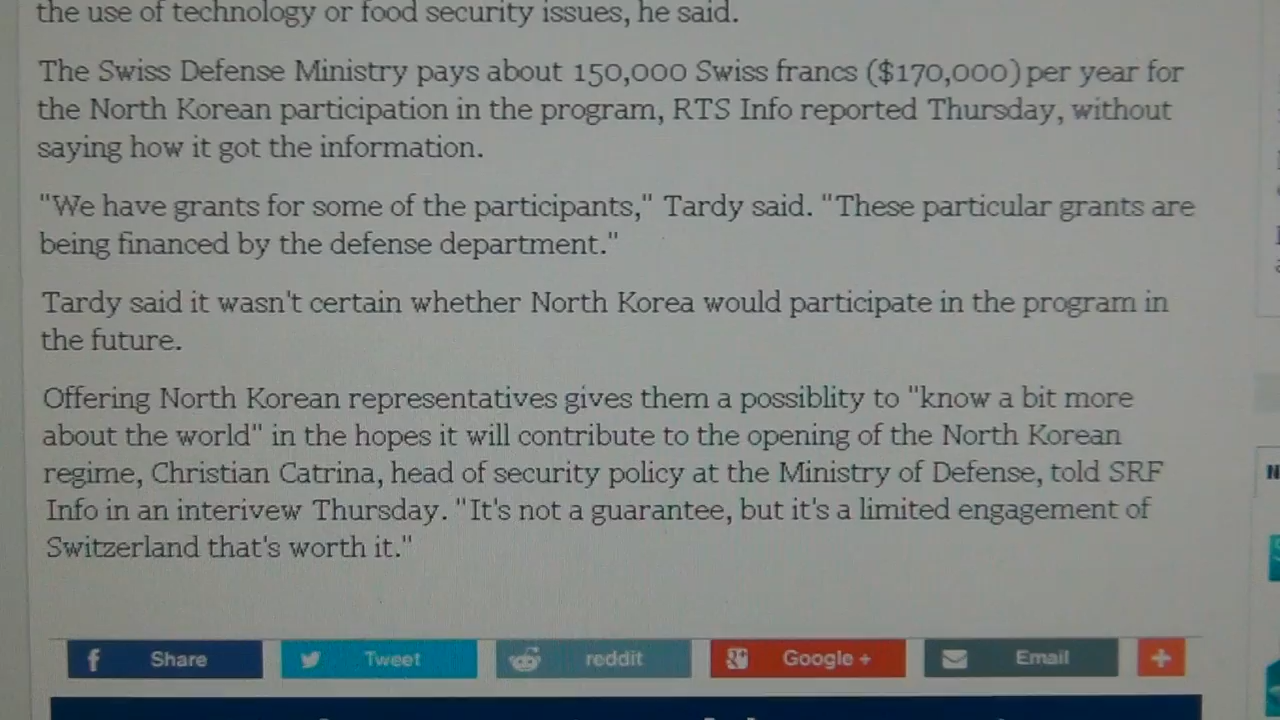 the use of technology or food security issues, he said.
The Swiss Defense Ministry pays about 150,000 Swiss francs ($170,000) per year for
the North Korean participation in the program, RTS Info reported Thursday, without
saying how it got the information.
"We have grants for some of the participants," Tardy said. "These particular grants are
being financed by the defense department."
Tardy said it wasn't certain whether North Korea would participate in the program in
the future.
Offering North Korean representatives gives them a possiblity to "know a bit more
about the world" in the hopes it will contribute to the opening of the North Korean
regime, Christian Catrina, head of security policy at the Ministry of Defense, told SRF
Info in an interivew Thursday. "It's not a guarantee, but it's a limited engagement of
Switzerland that's worth it."
f Share Tweet reddit g+ Google + Email +